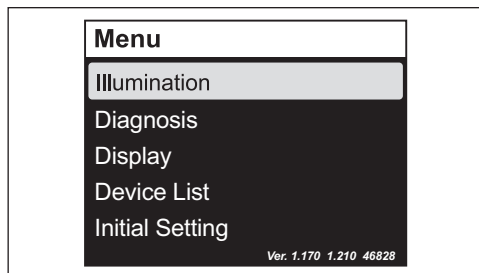 Menu
Illumination
Diagnosis
Display
Device List
Initial Setting
Ver. 1.170 1.210 46828